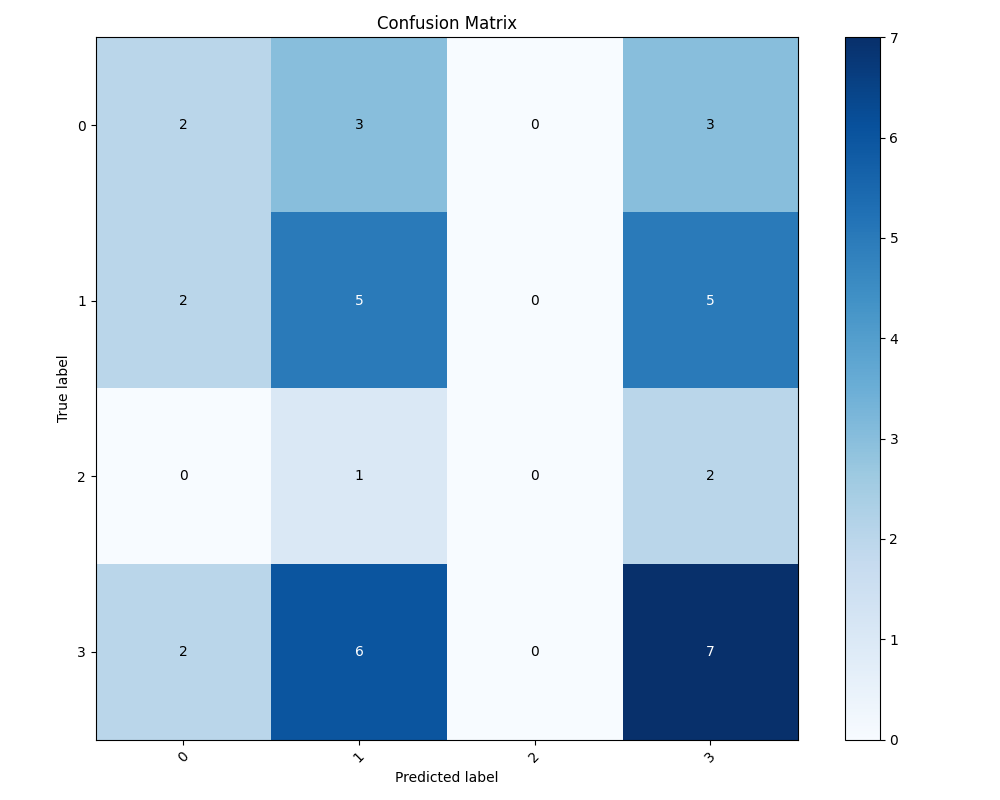 Confusion Matrix
0 2 3 0 3
1 2 5 0 5
2 0 1 0 2
3 2 6 0 7
0 1 2 3
True label
Predicted label
7
6
5
4
3
2
1
0